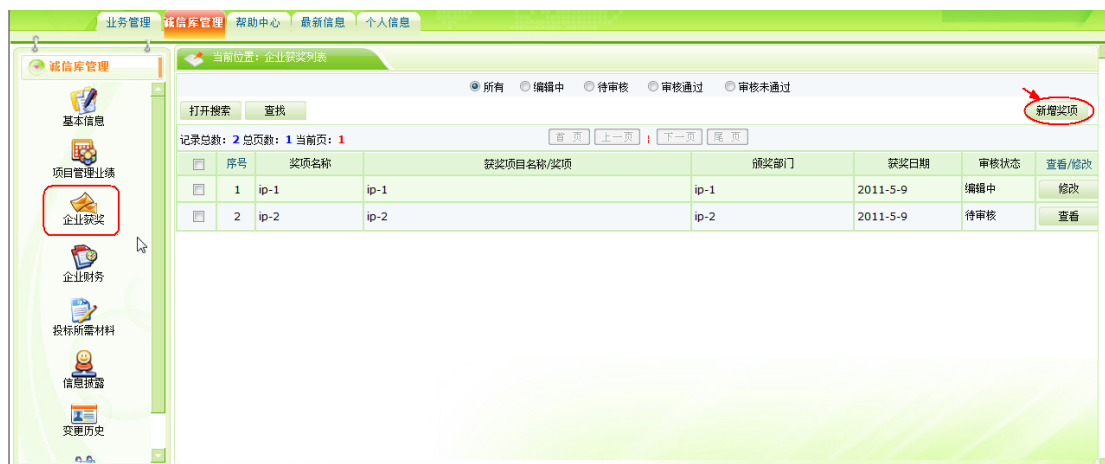 业务管理 诚信库管理 帮助中心 最新信息 个人信息
诚信库管理
基本信息
项目管理业绩
企业获奖
企业财务
投标所需材料
信息披露
变更历史
当前位置：企业获奖列表
所有 编辑中 待审核 审核通过 审核未通过
打开搜索 查找 新增奖项
记录总数：2 总页数：1 当前页：1 首 页 上一页 下一页 尾 页
序号 奖项名称 获奖项目名称/奖项 颁奖部门 获奖日期 审核状态 查看/修改
1 ip-1 ip-1 ip-1 2011-5-9 编辑中 修改
2 ip-2 ip-2 ip-2 2011-5-9 待审核 查看